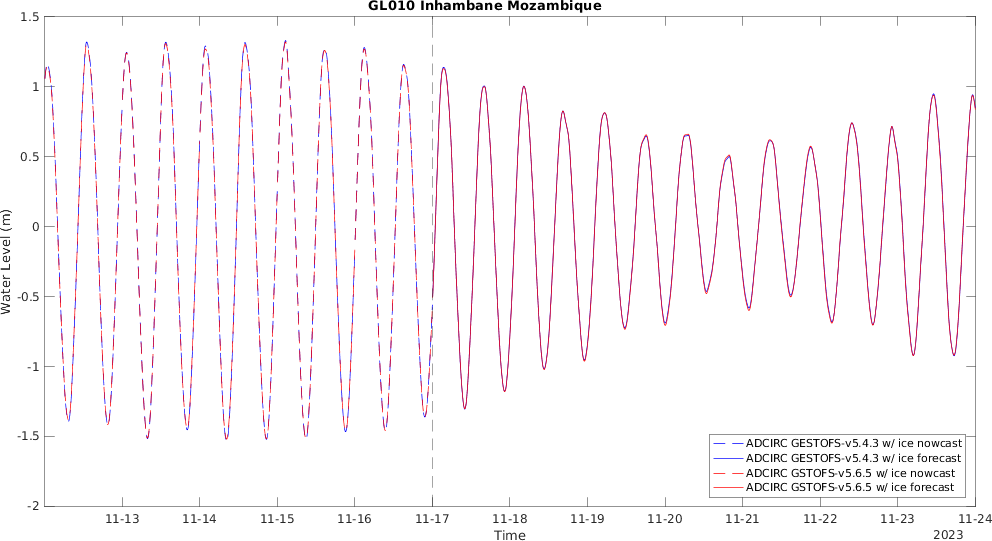 GL010 Inhambane Mozambique
1.5
1
0.5
0
-0.5
-1
-1.5
-2
Water Level (m)
11-13 11-14 11-15 11-16 11-17 11-18 11-19 11-20 11-21 11-22 11-23 11-24
Time
2023
ADCIRC GESTOFS-v5.4.3 w/ ice nowcast
ADCIRC GESTOFS-v5.4.3 w/ ice forecast
ADCIRC GSTOFS-v5.6.5 w/ ice nowcast
ADCIRC GSTOFS-v5.6.5 w/ ice forecast